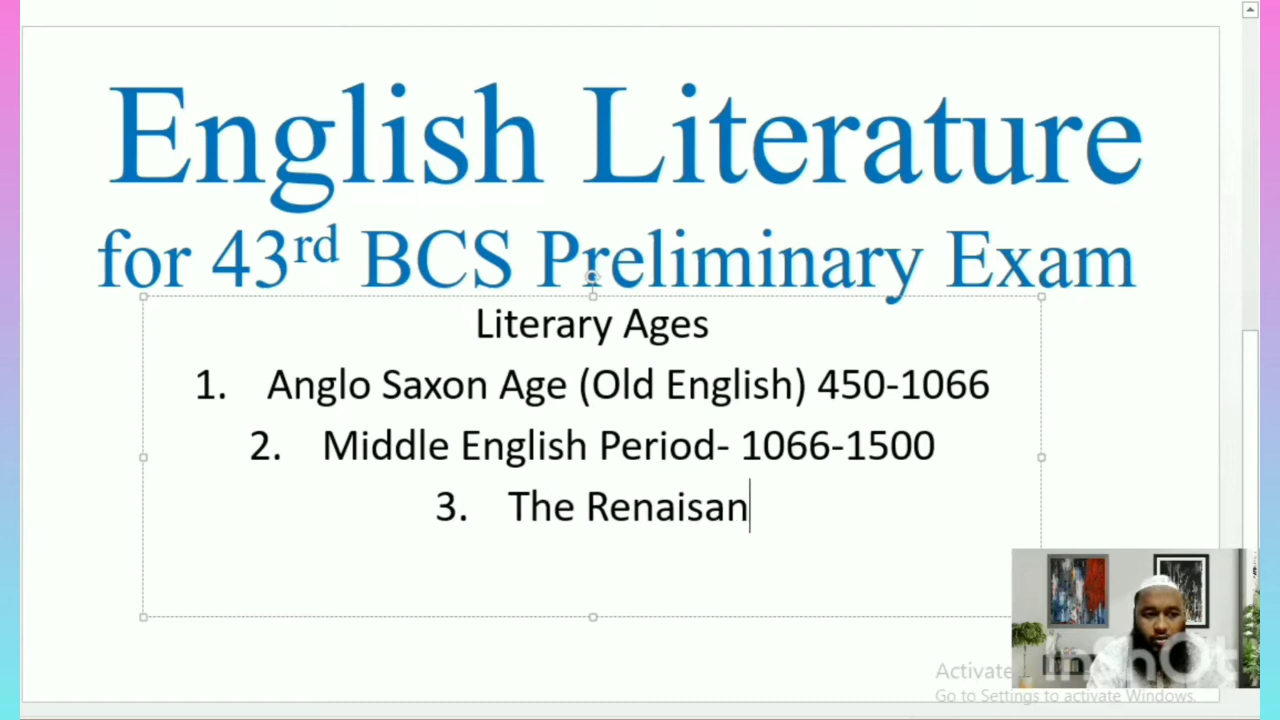 English Literature
for 43rd BCS Preliminary Exam
Literary Ages
1. Anglo Saxon Age (Old English) 450-1066
2. Middle English Period- 1066-1500
3. The Renaisan
InShOt
Activate
Go to Settings to activate Windows.